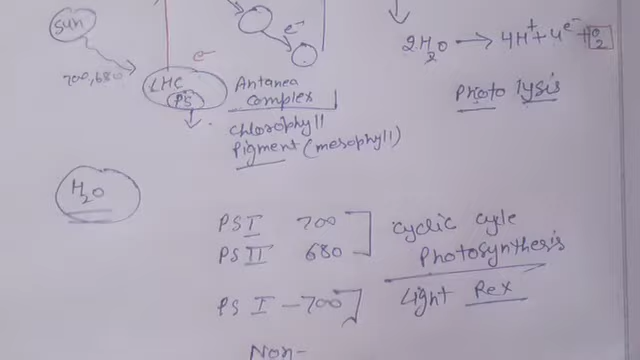 Sun
e⁻
2H₂O → 4H⁺ + 4e⁻ + O₂
e⁻
700,680
LHC
PS
Antanea
complex
Photo lysis
chlorophyll
Pigment (mesophyll)
H₂O
PS I 700
PS II 680
cyclic cycle
Photosynthesis
PS I - 700
Light Rex
Non-